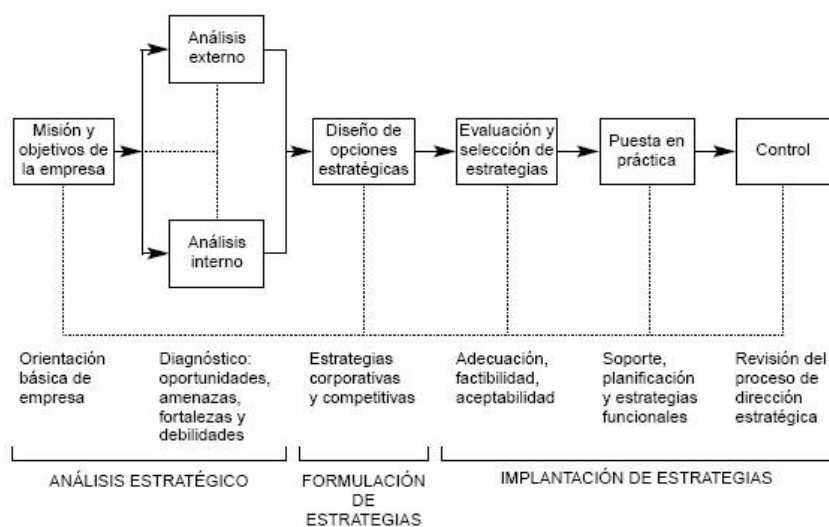 Análisis
externo
Misión y
objetivos de
la empresa
Análisis
interno
Diseño de
opciones
estratégicas
Evaluación y
selección de
estrategias
Puesta en
práctica
Control
Orientación
básica de
empresa
Diagnóstico:
oportunidades,
amenazas,
fortalezas y
debilidades
Estrategias
corporativas
y competitivas
Adecuación,
factibilidad,
aceptabilidad
Soporte,
planificación
y estrategias
funcionales
Revisión del
proceso de
dirección
estratégica
ANÁLISIS ESTRATÉGICO
FORMULACIÓN
DE
ESTRATEGIAS
IMPLANTACIÓN DE ESTRATEGIAS